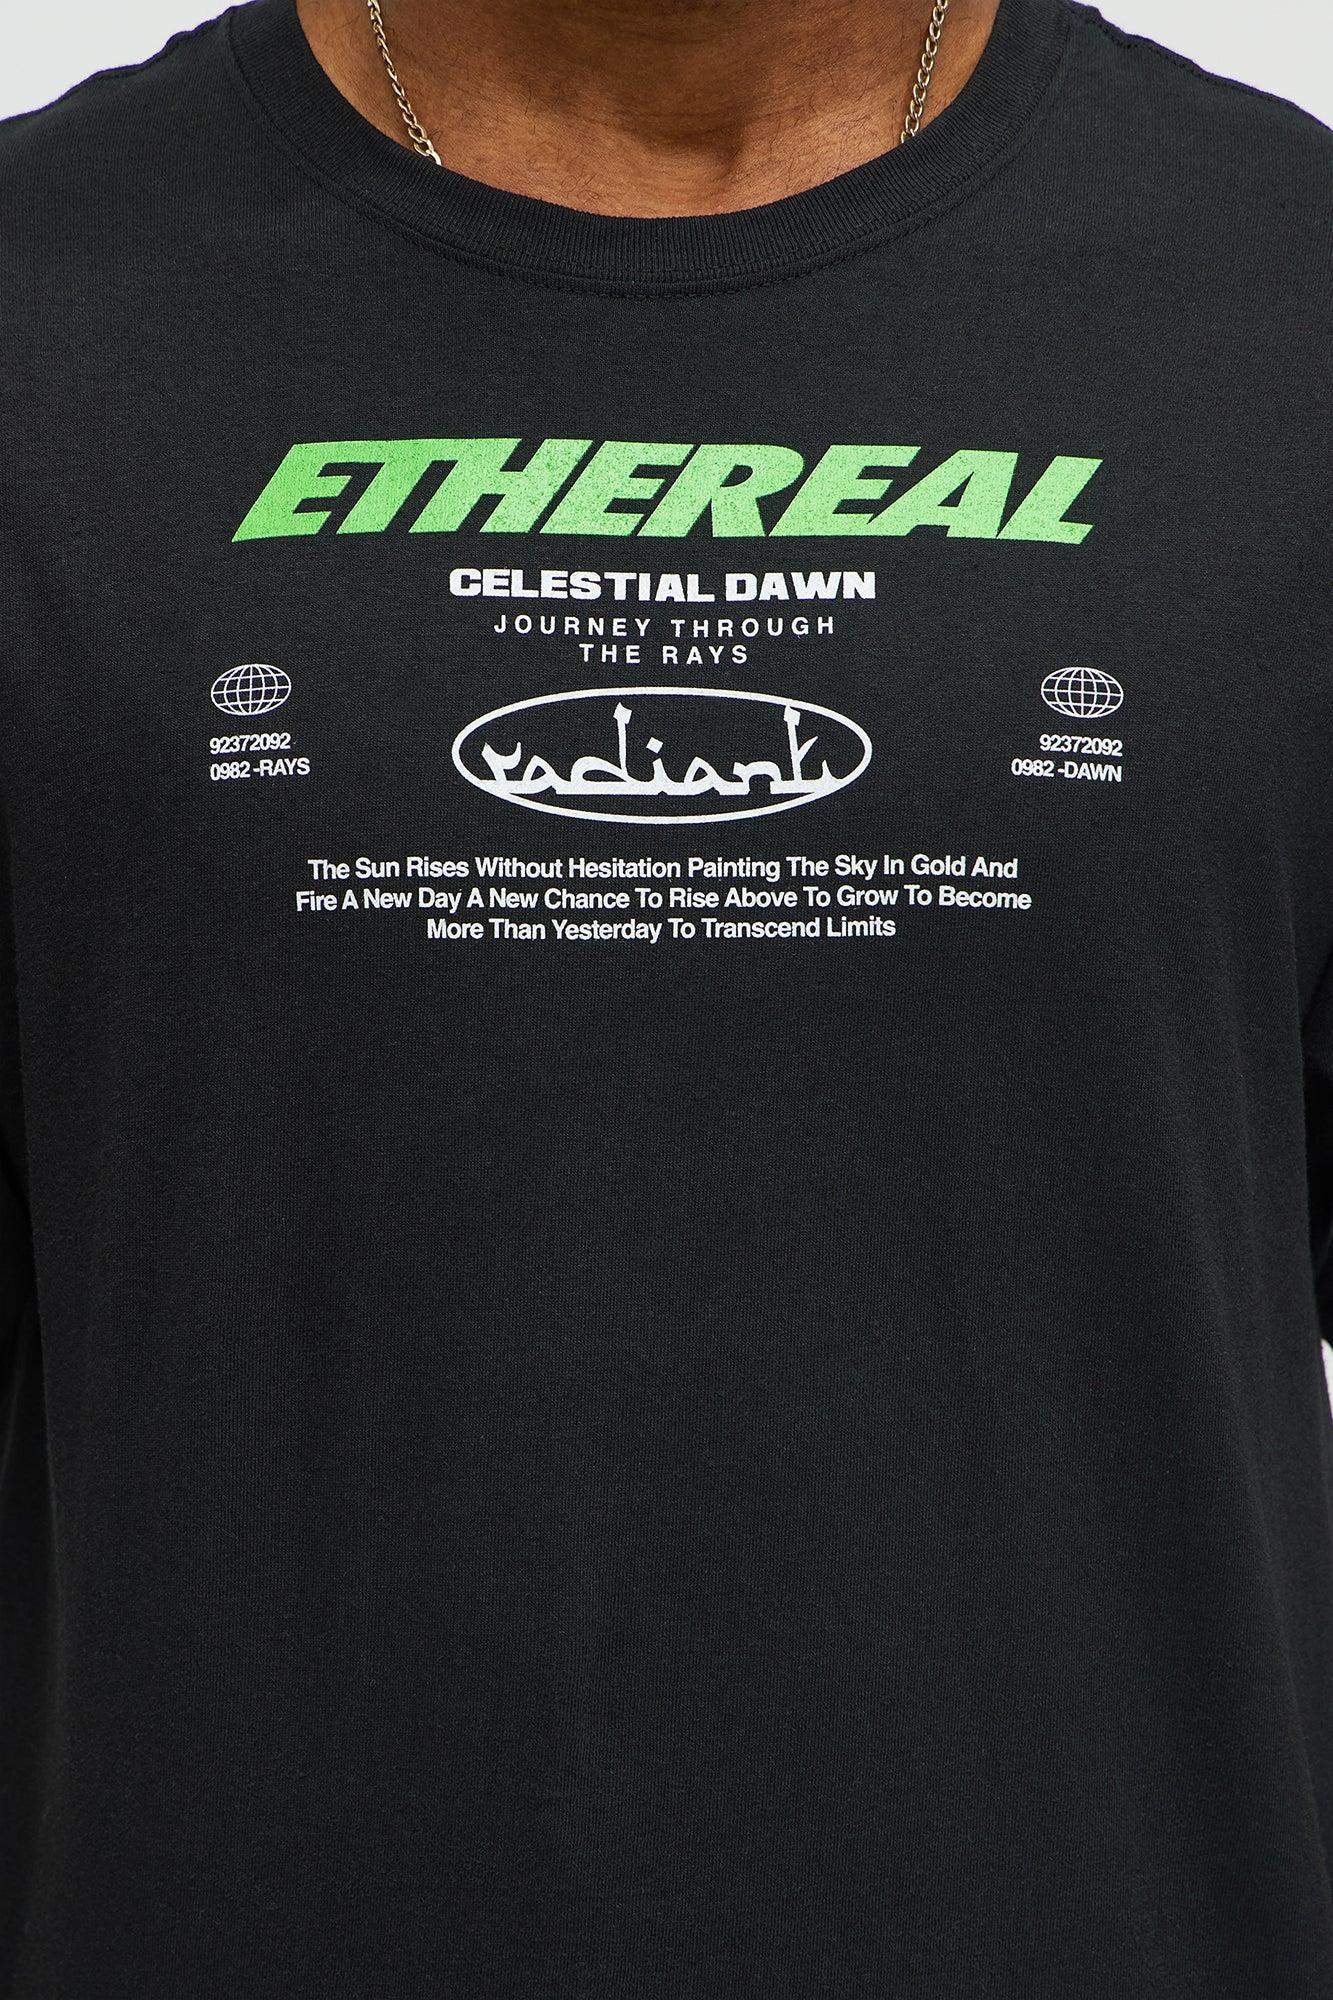 ETHEREAL
CELESTIAL DAWN
JOURNEY THROUGH
THE RAYS
92372092
0982 -RAYS
radiant
92372092
0982 -DAWN
The Sun Rises Without Hesitation Painting The Sky In Gold And
Fire A New Day A New Chance To Rise Above To Grow To Become
More Than Yesterday To Transcend Limits